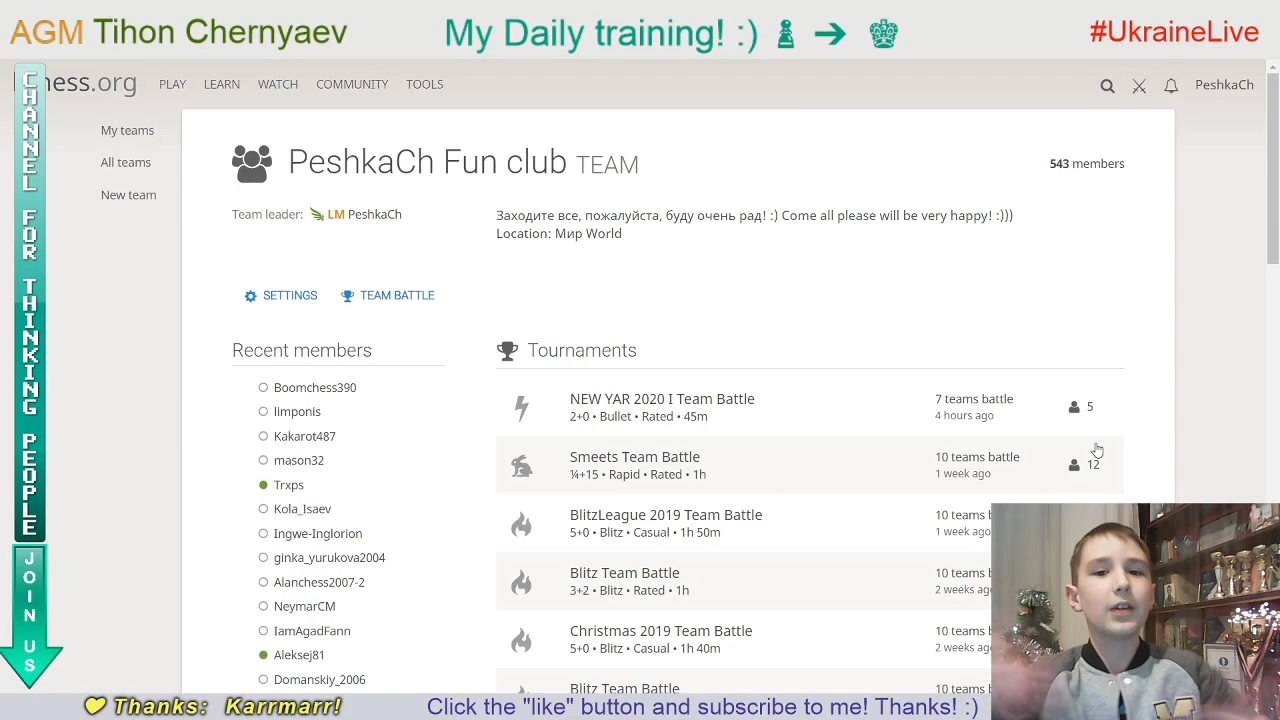 AGM Tihon Chernyaev
My Daily training! :)
#UkraineLive
hess.org
PLAY
LEARN
WATCH
COMMUNITY
TOOLS
PeshkaCh
CHANNEL FOR THINKING PEOPLE
JOIN US
My teams
All teams
New team
PeshkaCh Fun club TEAM
543 members
Team leader: LM PeshkaCh
Заходите все, пожалуйста, буду очень рад! :) Come all please will be very happy! :)))
Location: Мир World
SETTINGS
TEAM BATTLE
Recent members
Boomchess390
limponis
Kakarot487
mason32
Trxps
Kola_Isaev
Ingwe-Inglorion
ginka_yurukova2004
Alanchess2007-2
NeymarCM
IamAgadFann
Aleksej81
Domanskiy_2006
Tournaments
NEW YAR 2020 I Team Battle
2+0 • Bullet • Rated • 45m
7 teams battle
4 hours ago
5
Smeets Team Battle
¼+15 • Rapid • Rated • 1h
10 teams battle
1 week ago
12
BlitzLeague 2019 Team Battle
5+0 • Blitz • Casual • 1h 50m
10 teams b
1 week ago
Blitz Team Battle
3+2 • Blitz • Rated • 1h
10 teams b
2 weeks ago
Christmas 2019 Team Battle
5+0 • Blitz • Casual • 1h 40m
10 teams b
2 weeks ago
Blitz Team Battle
10 teams b
Thanks: Karrmarr!
Click the "like" button and subscribe to me! Thanks! :)